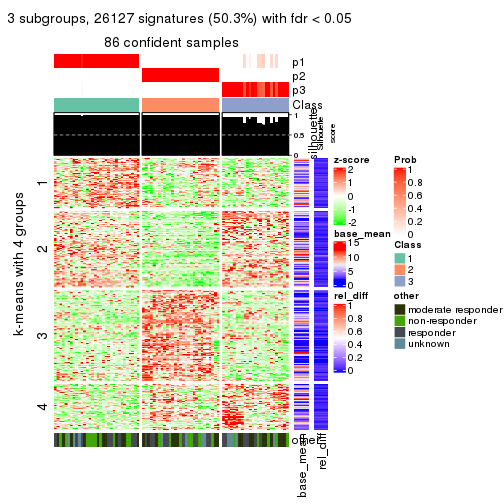 3 subgroups, 26127 signatures (50.3%) with fdr < 0.05
86 confident samples
p1
p2
p3
Class
1
0.5
0
silhouette
Silhouette
score
k-means with 4 groups
1
2
3
4
other
base_mean
rel_diff
z-score
2
1
0
-1
-2
base_mean
15
10
5
0
rel_diff
1
0.8
0.6
0.4
0.2
0
Prob
1
0.8
0.6
0.4
0.2
0
Class
1
2
3
other
moderate responder
non-responder
responder
unknown